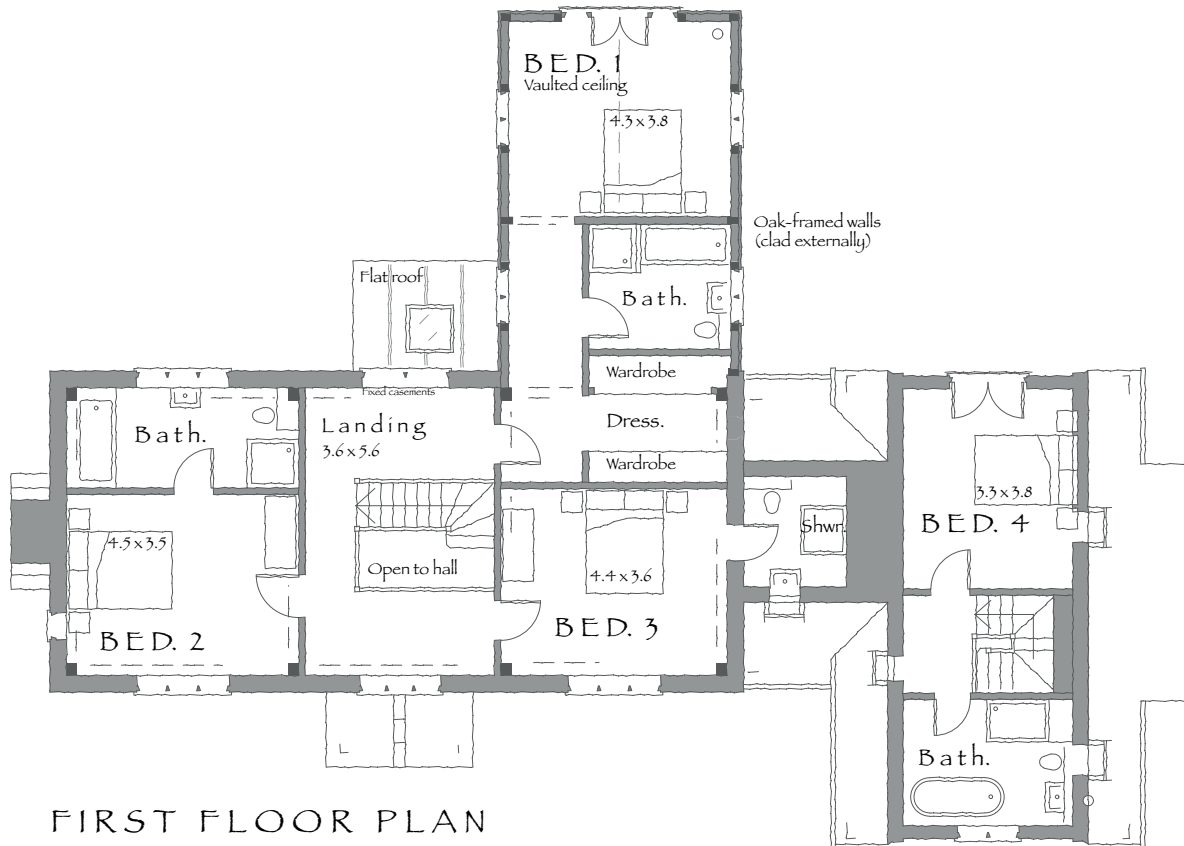 BED. 1
Vaulted ceiling
4.3 x 3.8
Oak-framed walls
(clad externally)
Flat roof
Bath.
Wardrobe
Fixed casements
Landing
3.6 x 5.6
Dress.
Bath.
Wardrobe
3.3 x 3.8
BED. 4
Shwr.
4.5 x 3.5
Open to hall
4.4 x 3.6
BED. 2
BED. 3
Bath.
FIRST FLOOR PLAN